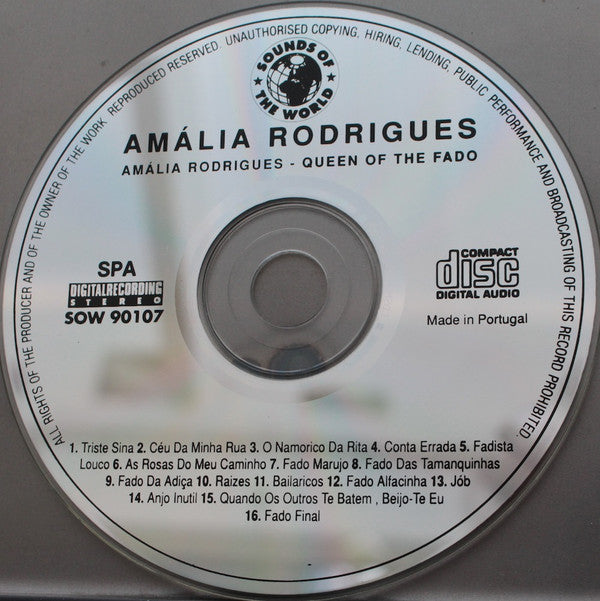 ALL RIGHTS OF THE PRODUCER AND OF THE OWNER OF THE WORK REPRODUCED RESERVED. UNAUTHORISED COPYING, HIRING, LENDING, PUBLIC PERFORMANCE AND BROADCASTING OF THIS RECORD PROHIBITED.
SOUNDS OF
THE WORLD
AMÁLIA RODRIGUES
AMÁLIA RODRIGUES - QUEEN OF THE FADO
SPA
DIGITALRECORDING
STEREO
SOW 90107
COMPACT
disc
DIGITAL AUDIO
Made in Portugal
1. Triste Sina 2. Céu Da Minha Rua 3. O Namorico Da Rita 4. Conta Errada 5. Fadista
Louco 6. As Rosas Do Meu Caminho 7. Fado Marujo 8. Fado Das Tamanquinhas
9. Fado Da Adiça 10. Raizes 11. Bailaricos 12. Fado Alfacinha 13. Jób
14. Anjo Inutil 15. Quando Os Outros Te Batem , Beijo-Te Eu
16. Fado Final